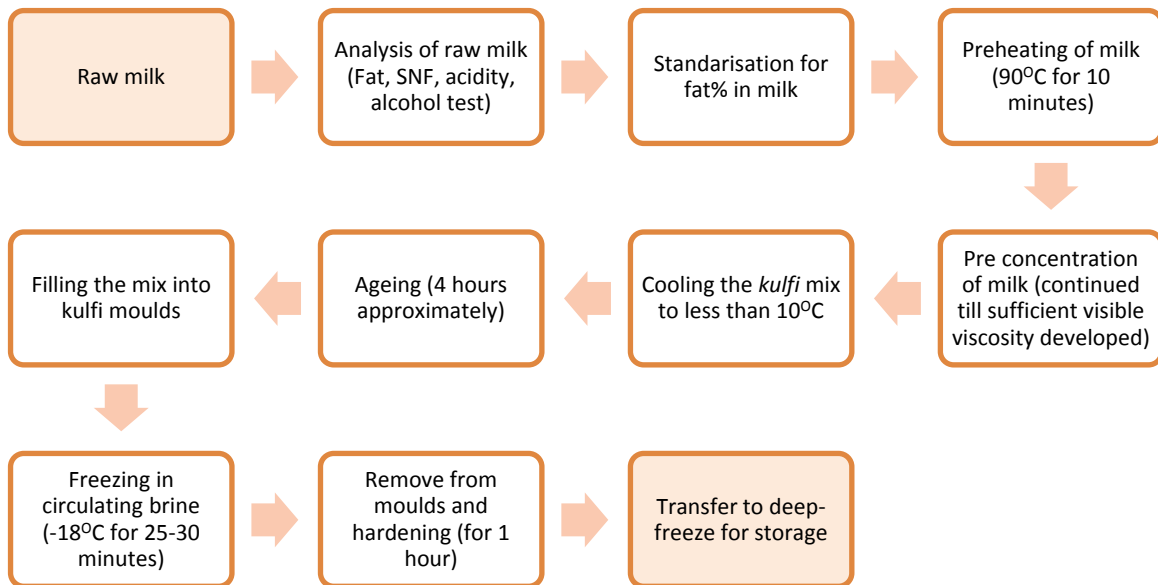 Raw milk
Analysis of raw milk
(Fat, SNF, acidity,
alcohol test)
Standarisation for
fat% in milk
Preheating of milk
(90⁰C for 10
minutes)
Pre concentration
of milk (continued
till sufficient visible
viscosity developed)
Cooling the kulfi mix
to less than 10⁰C
Ageing (4 hours
approximately)
Filling the mix into
kulfi moulds
Freezing in
circulating brine
(-18⁰C for 25-30
minutes)
Remove from
moulds and
hardening (for 1
hour)
Transfer to deep-
freeze for storage